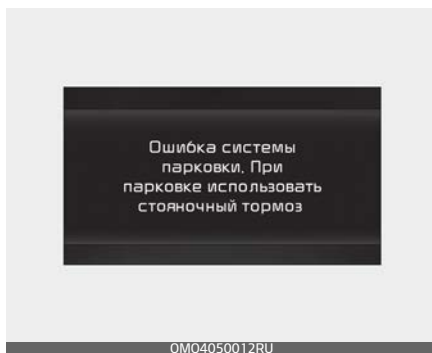 Ошибка системы
парковки. При
парковке использовать
стояночный тормоз
OMO4050012RU